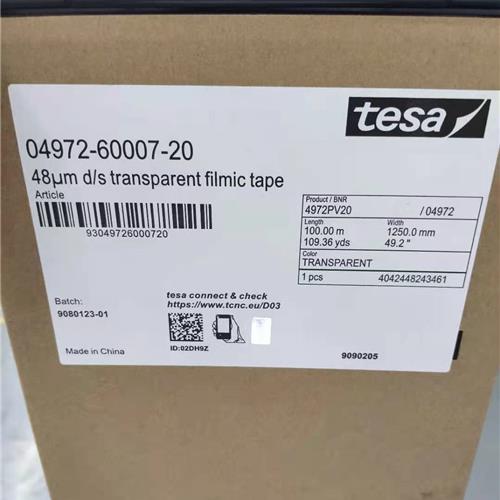 tesa
04972-60007-20
48µm d/s transparent filmic tape
Article
93049726000720
Product / BNR
4972PV20 / 04972
Length Width
100.00 m 1250.0 mm
109.36 yds 49.2 "
Color
TRANSPARENT
1 pcs 4042448243461
Batch:
9080123-01
tesa connect & check
https://www.tcnc.eu/D03
Made in China
ID:02DH9Z
9090205